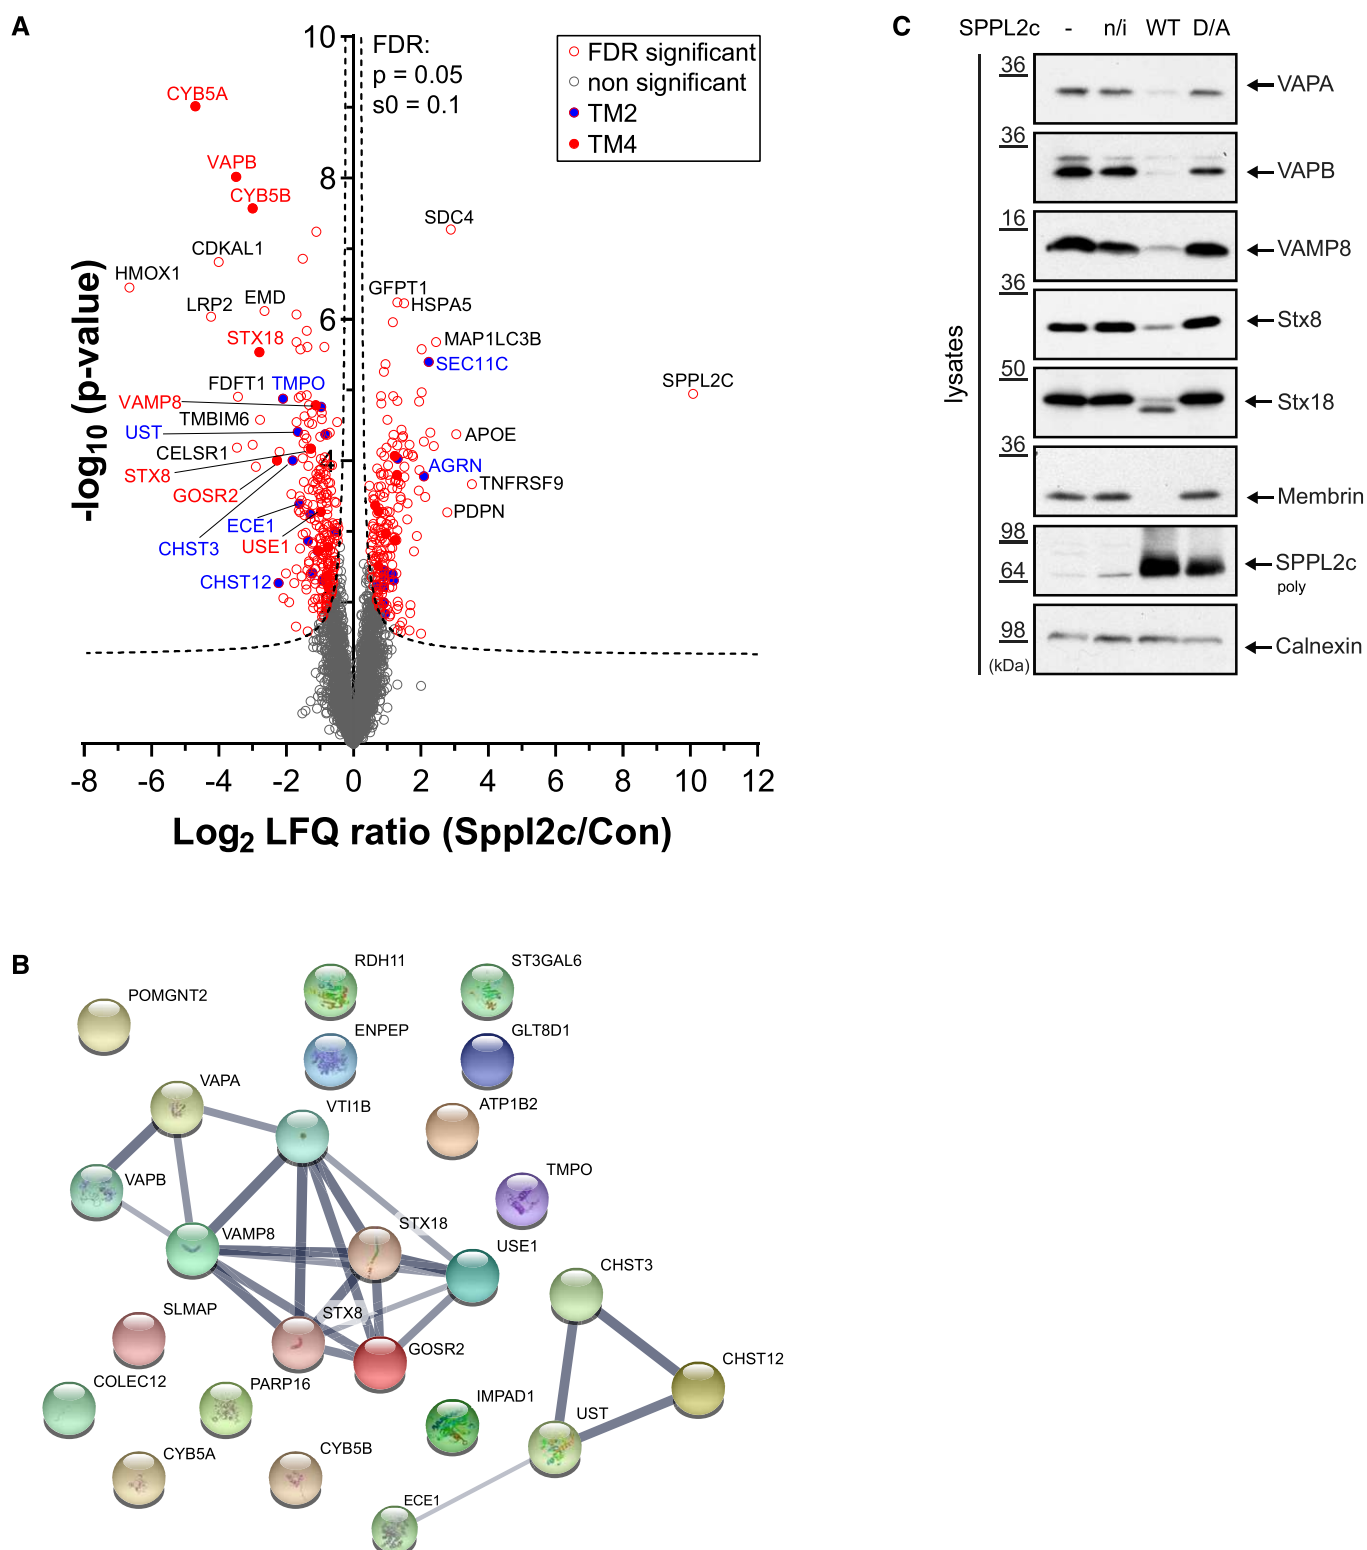 A
FDR:
p = 0.05
s0 = 0.1
FDR significant
non significant
TM2
TM4
10
8
6
4
CYB5A
VAPB
CYB5B
CDKAL1
HMOX1
LRP2
EMD
STX18
FDFT1
TMPO
VAMP8
TMBIM6
UST
CELSR1
STX8
GOSR2
ECE1
CHST3
USE1
CHST12
SDC4
GFPT1
HSPA5
MAP1LC3B
SEC11C
SPPL2C
APOE
AGRN
TNFRSF9
PDPN
-log10 (p-value)
-8 -6 -4 -2 0 2 4 6 8 10 12
Log2 LFQ ratio (Sppl2c/Con)
C
SPPL2c - n/i WT D/A
lysates
36
VAPA
36
VAPB
16
VAMP8
36
Stx8
50
Stx18
36
Membrin
98
64
SPPL2c
poly
98
(kDa)
Calnexin
B
RDH11
ST3GAL6
POMGNT2
ENPEP
GLT8D1
VAPA
VTI1B
ATP1B2
VAPB
TMPO
VAMP8
STX18
USE1
CHST3
SLMAP
STX8
GOSR2
CHST12
COLEC12
PARP16
IMPAD1
UST
CYB5A
CYB5B
ECE1